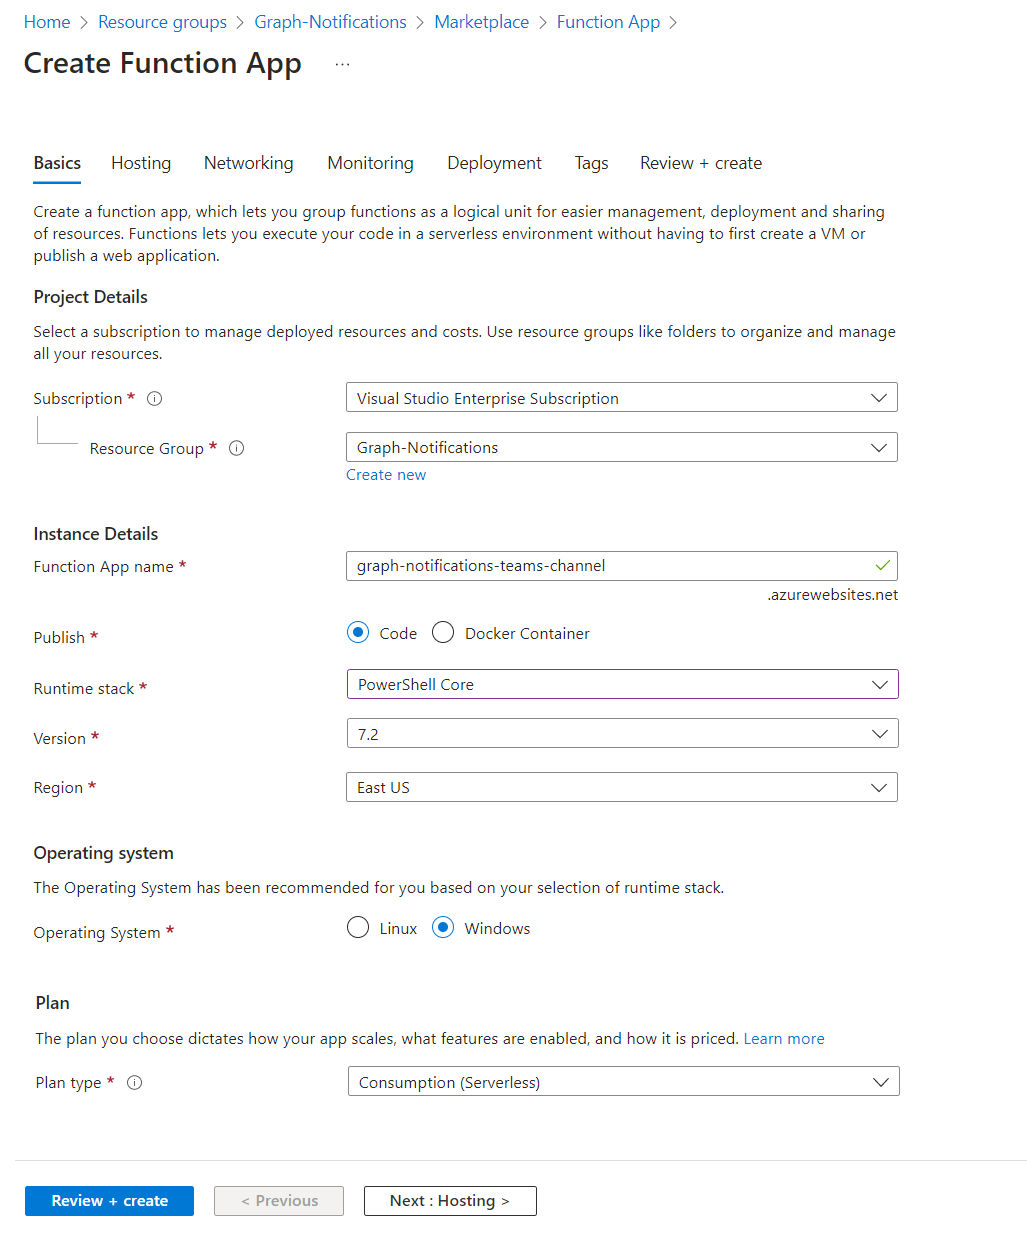 Home > Resource groups > Graph-Notifications > Marketplace > Function App >
Create Function App ...
Basics Hosting Networking Monitoring Deployment Tags Review + create
Create a function app, which lets you group functions as a logical unit for easier management, deployment and sharing
of resources. Functions lets you execute your code in a serverless environment without having to first create a VM or
publish a web application.
Project Details
Select a subscription to manage deployed resources and costs. Use resource groups like folders to organize and manage
all your resources.
Subscription * Visual Studio Enterprise Subscription
Resource Group * Graph-Notifications
Create new
Instance Details
Function App name * graph-notifications-teams-channel
.azurewebsites.net
Publish * Code Docker Container
Runtime stack * PowerShell Core
Version * 7.2
Region * East US
Operating system
The Operating System has been recommended for you based on your selection of runtime stack.
Operating System * Linux Windows
Plan
The plan you choose dictates how your app scales, what features are enabled, and how it is priced. Learn more
Plan type * Consumption (Serverless)
Review + create < Previous Next : Hosting >